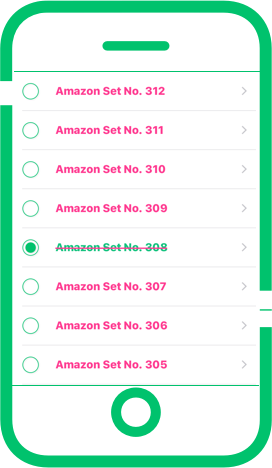 Amazon Set No. 312
Amazon Set No. 311
Amazon Set No. 310
Amazon Set No. 309
Amazon Set No. 308
Amazon Set No. 307
Amazon Set No. 306
Amazon Set No. 305